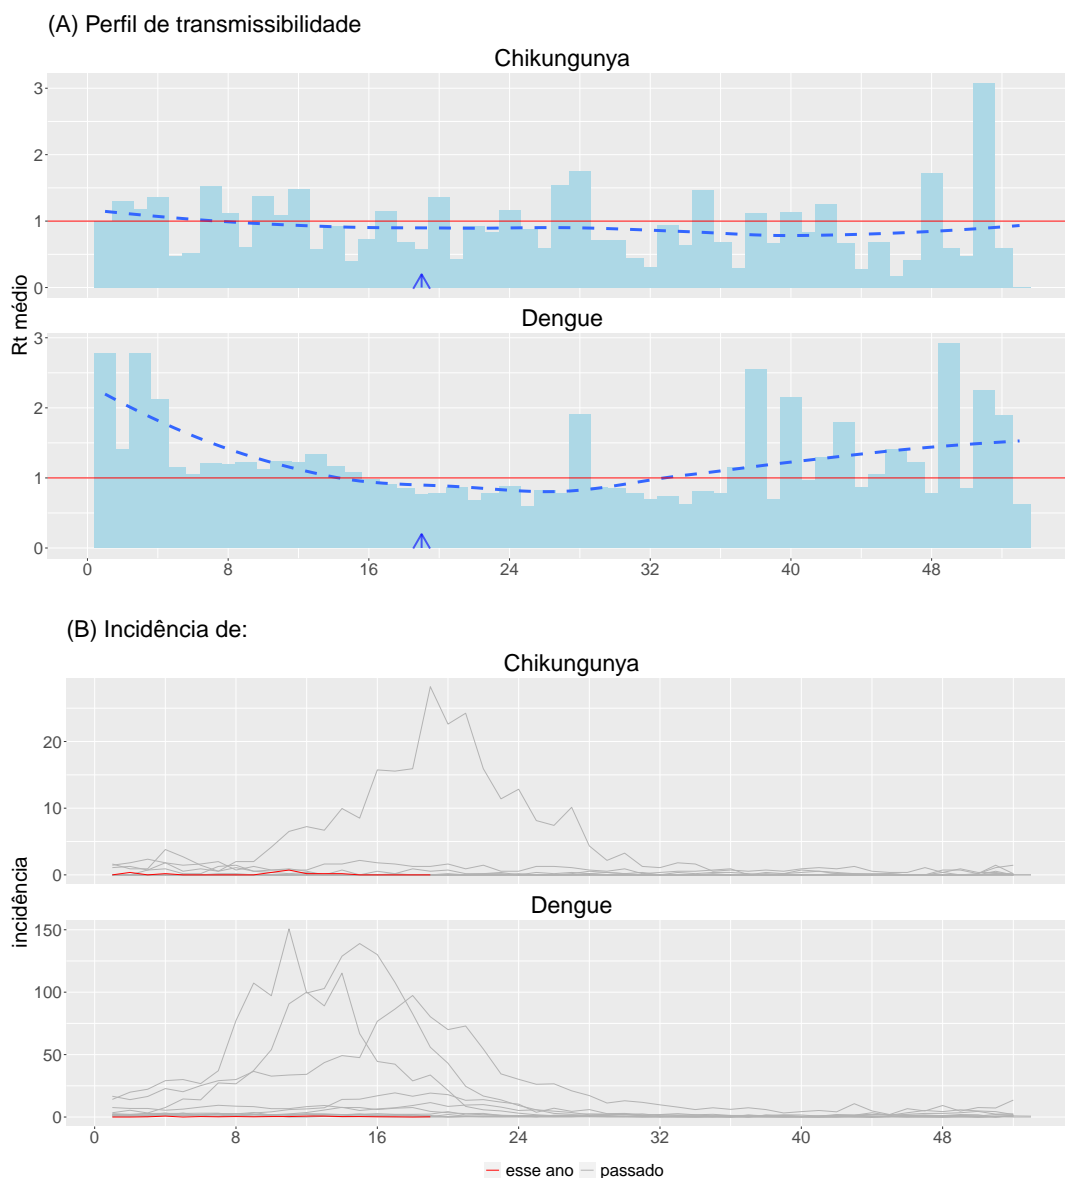 (A) Perfil de transmissibilidade
Chikungunya
3
2
1
0
Rt médio
Dengue
3
2
1
0
0 8 16 24 32 40 48
(B) Incidência de:
Chikungunya
20
10
0
incidência
Dengue
150
100
50
0
0 8 16 24 32 40 48
esse ano passado